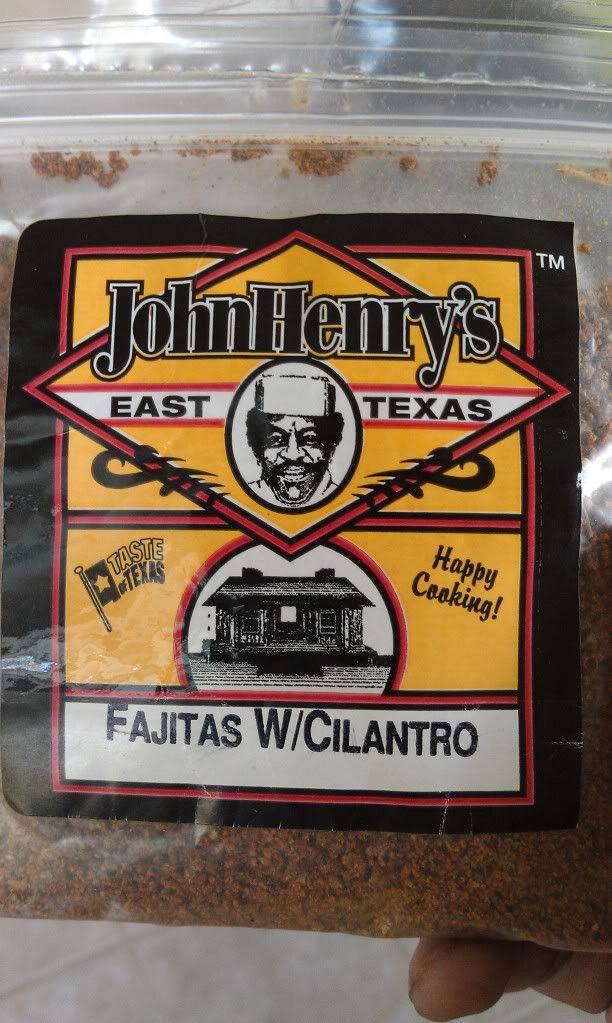 TM
JohnHenry's
EAST TEXAS
TASTE
OF TEXAS
Happy
Cooking!
FAJITAS W/CILANTRO